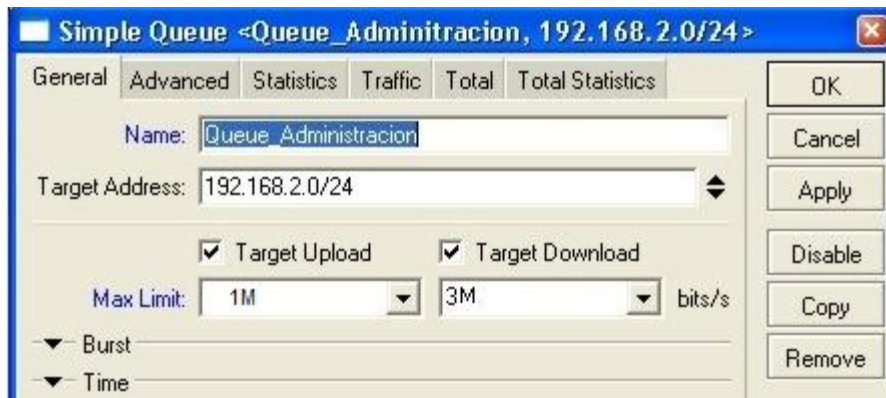 Simple Queue <Queue_Adminitracion, 192.168.2.0/24>
General Advanced Statistics Traffic Total Total Statistics
OK
Name: Queue_Administracion
Cancel
Target Address: 192.168.2.0/24
Apply
Target Upload Target Download
Disable
Max Limit: 1M 3M bits/s
Copy
Burst
Remove
Time